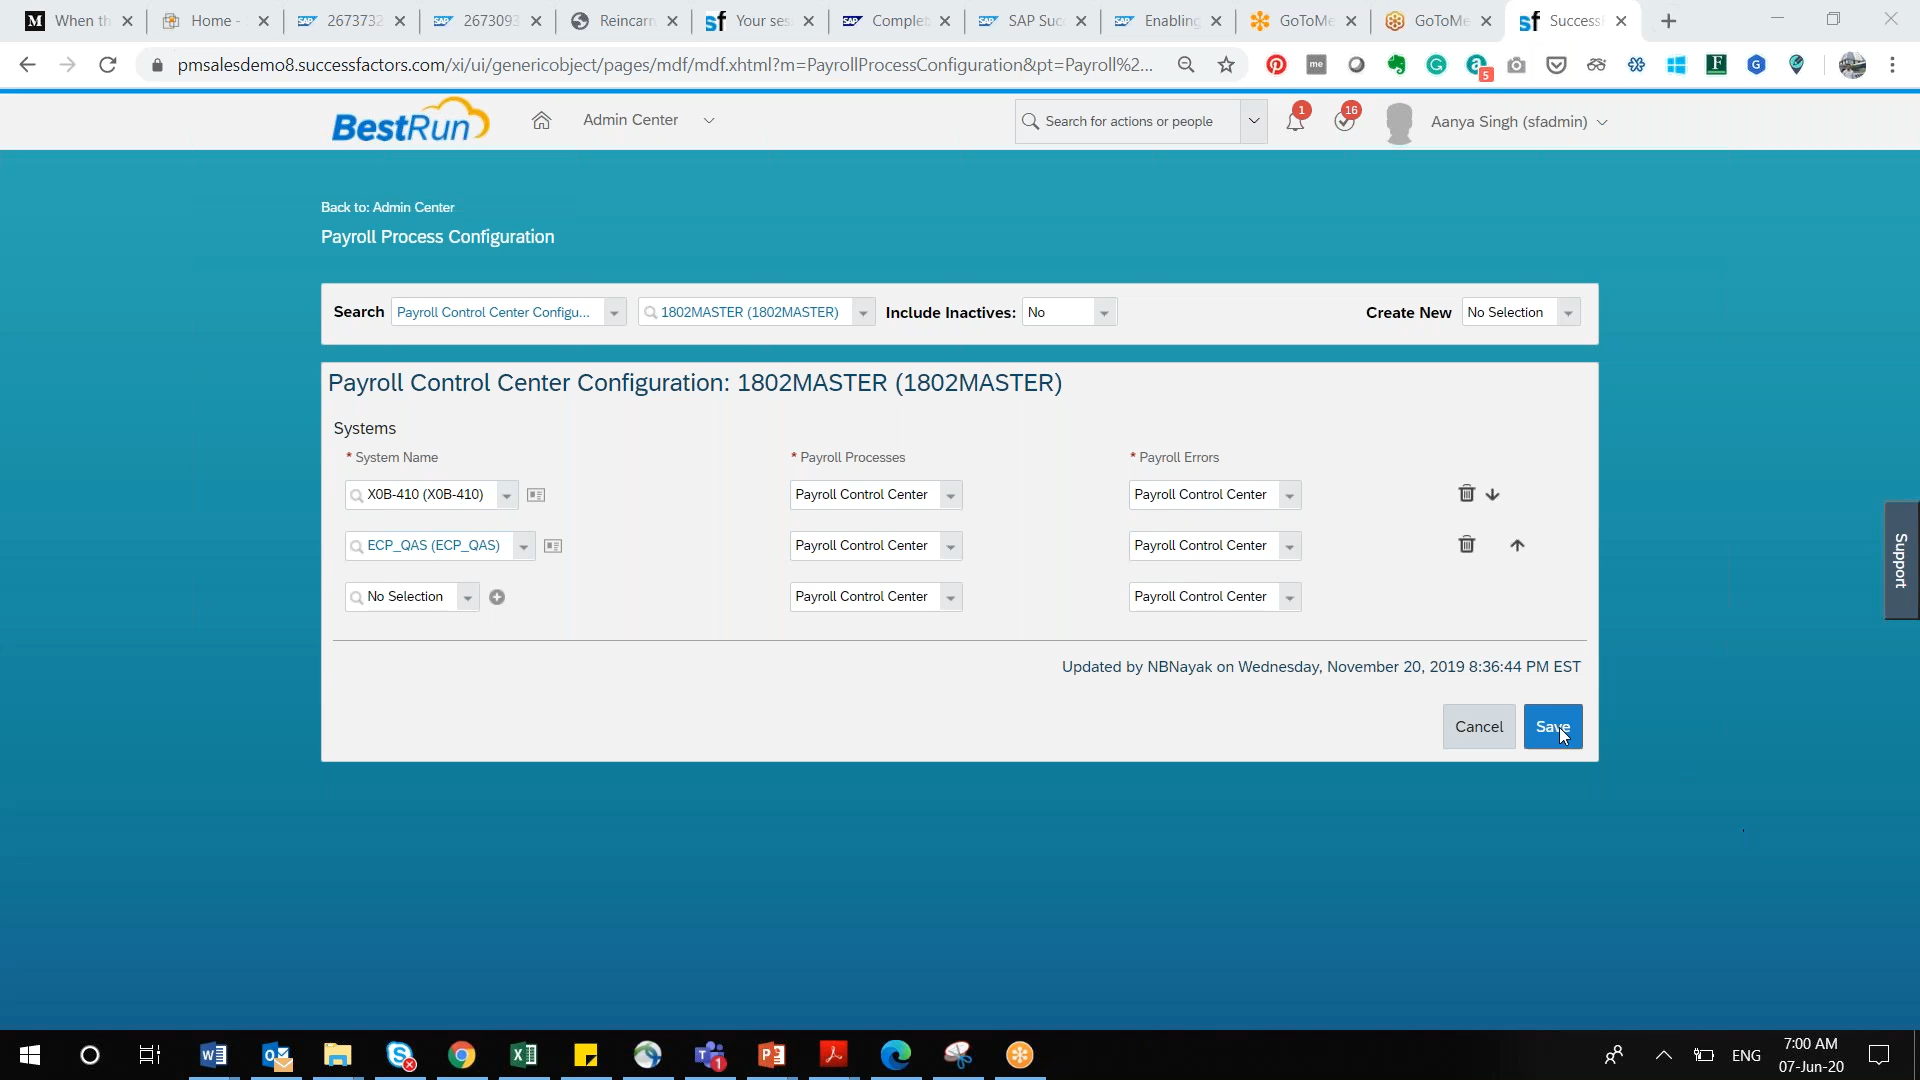 When th
Home -
2673732
2673093
Reincarn
Your ses
Complet
SAP Suc
Enabling
GoToMe
GoToMe
Success
pmsalesdemo8.successfactors.com/xi/ui/genericobject/pages/mdf/mdf.xhtml?m=PayrollProcessConfiguration&pt=Payroll%2...
5
BestRun
Admin Center
Search for actions or people
1
16
Aanya Singh (sfadmin)
Back to: Admin Center
Payroll Process Configuration
Search Payroll Control Center Configu... 1802MASTER (1802MASTER) Include Inactives: No Create New No Selection
Payroll Control Center Configuration: 1802MASTER (1802MASTER)
Systems
* System Name * Payroll Processes * Payroll Errors
X0B-410 (X0B-410) Payroll Control Center Payroll Control Center
ECP_QAS (ECP_QAS) Payroll Control Center Payroll Control Center
No Selection Payroll Control Center Payroll Control Center
Support
Updated by NBNayak on Wednesday, November 20, 2019 8:36:44 PM EST
Cancel Save
ENG
7:00 AM
07-Jun-20